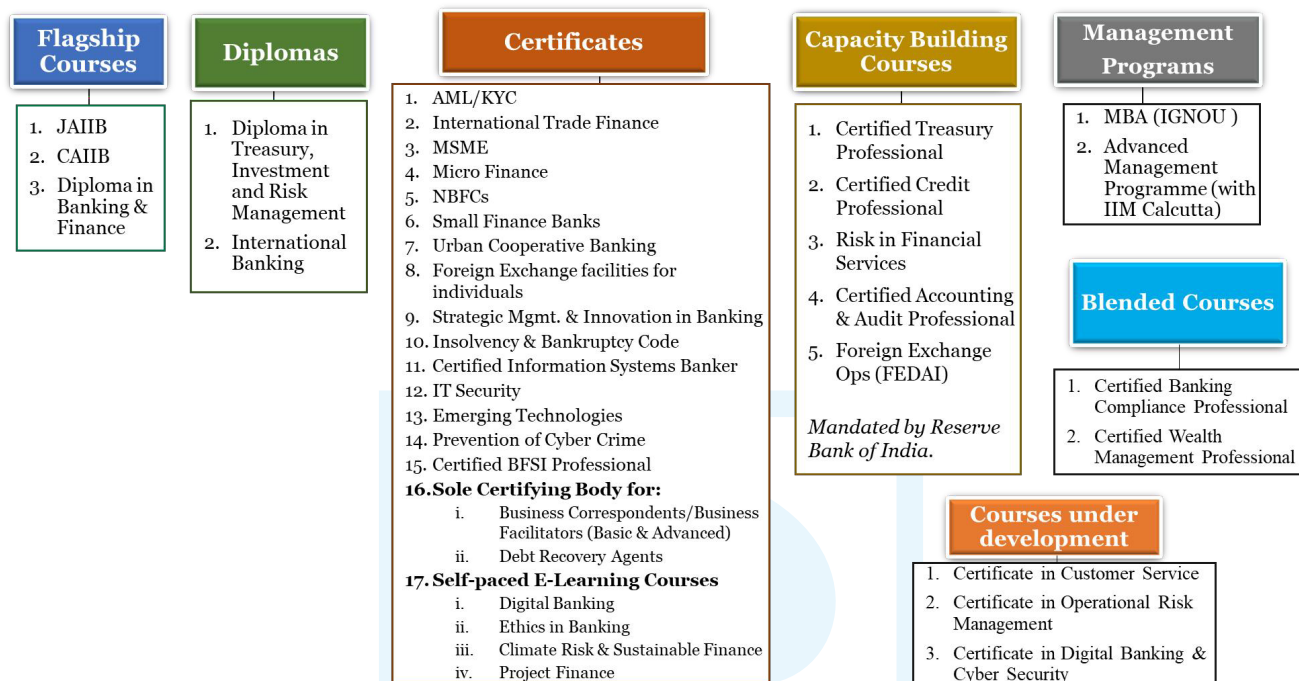 Flagship
Courses
1. JAIIB
2. CAIIB
3. Diploma in
Banking &
Finance
Diplomas
1. Diploma in
Treasury,
Investment
and Risk
Management
2. International
Banking
Certificates
1. AML/KYC
2. International Trade Finance
3. MSME
4. Micro Finance
5. NBFCs
6. Small Finance Banks
7. Urban Cooperative Banking
8. Foreign Exchange facilities for
individuals
9. Strategic Mgmt. & Innovation in Banking
10. Insolvency & Bankruptcy Code
11. Certified Information Systems Banker
12. IT Security
13. Emerging Technologies
14. Prevention of Cyber Crime
15. Certified BFSI Professional
16. Sole Certifying Body for:
i. Business Correspondents/Business
Facilitators (Basic & Advanced)
ii. Debt Recovery Agents
17. Self-paced E-Learning Courses
i. Digital Banking
ii. Ethics in Banking
iii. Climate Risk & Sustainable Finance
iv. Project Finance
Capacity Building
Courses
1. Certified Treasury
Professional
2. Certified Credit
Professional
3. Risk in Financial
Services
4. Certified Accounting
& Audit Professional
5. Foreign Exchange
Ops (FEDAI)
Mandated by Reserve
Bank of India.
Management
Programs
1. MBA (IGNOU )
2. Advanced
Management
Programme (with
IIM Calcutta)
Blended Courses
1. Certified Banking
Compliance Professional
2. Certified Wealth
Management Professional
Courses under
development
1. Certificate in Customer Service
2. Certificate in Operational Risk
Management
3. Certificate in Digital Banking &
Cyber Security